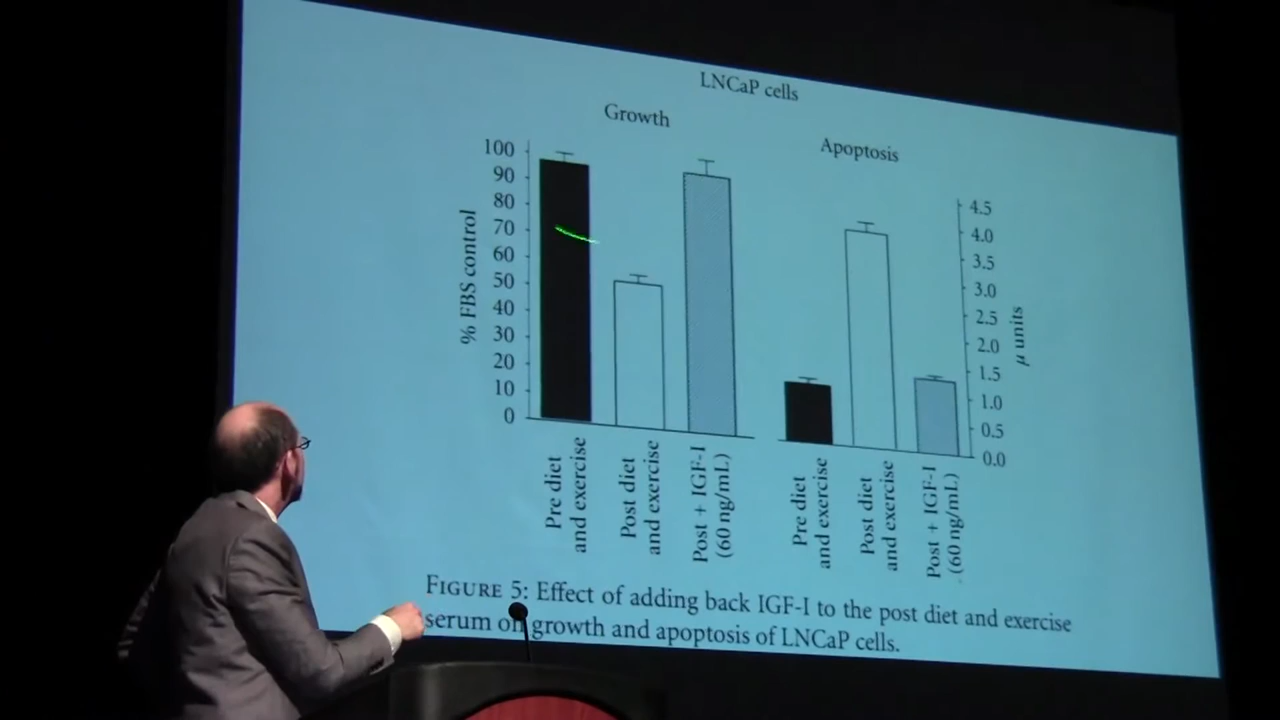 LNCaP cells
Growth
Apoptosis
100
90
80
70
60
50
40
30
20
10
0
% FBS control
4.5
4.0
3.5
3.0
2.5
2.0
1.5
1.0
0.5
0.0
μ units
Pre diet
and exercise
Post diet
and exercise
Post + IGF-I
(60 ng/mL)
Pre diet
and exercise
Post diet
and exercise
Post + IGF-I
(60 ng/mL)
FIGURE 5: Effect of adding back IGF-I to the post diet and exercise
serum on growth and apoptosis of LNCaP cells.